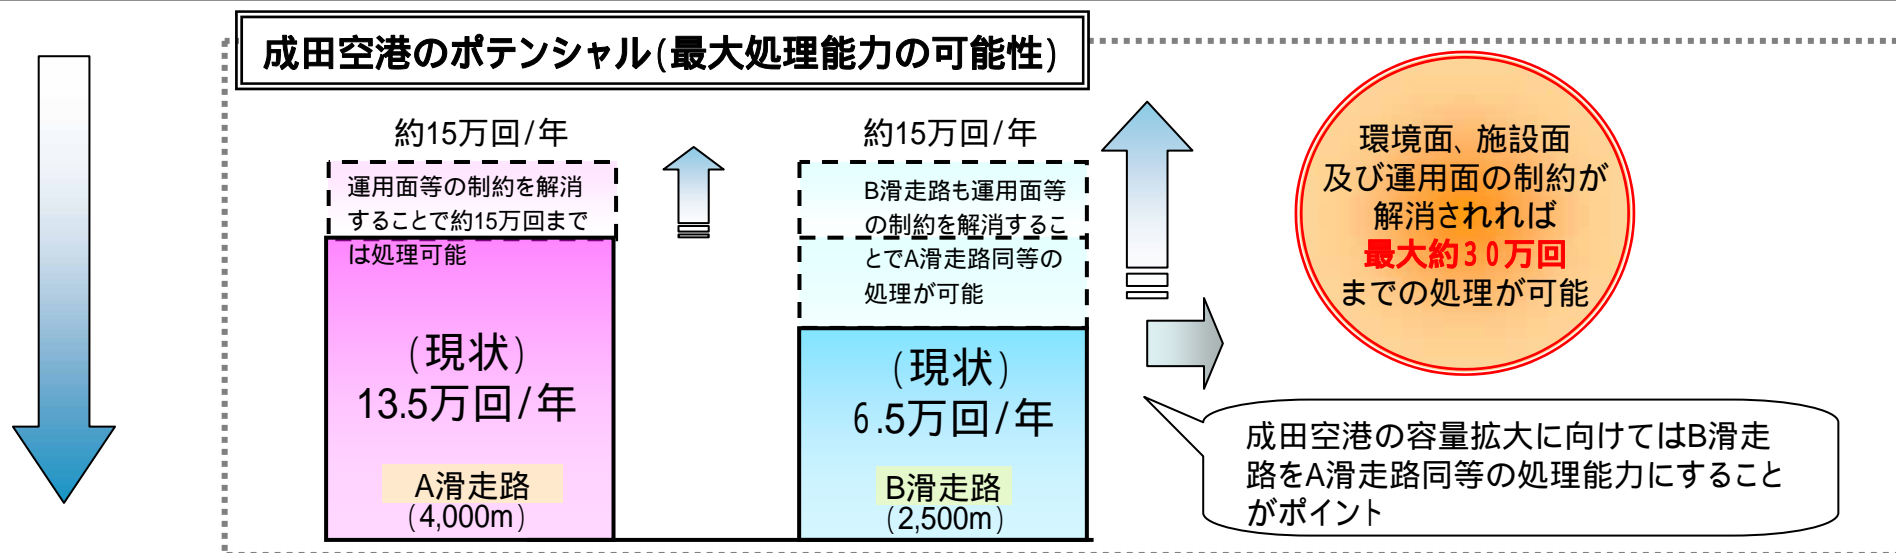 成田空港のポテンシャル(最大処理能力の可能性)
約15万回/年
運用面等の制約を解消
することで約15万回まで
は処理可能
(現状)
13.5万回/年
A滑走路
(4,000m)
約15万回/年
B滑走路も運用面等
の制約を解消するこ
とでA滑走路同等の
処理が可能
(現状)
6.5万回/年
B滑走路
(2,500m)
環境面、施設面
及び運用面の制約が
解消されれば
最大約30万回
までの処理が可能
成田空港の容量拡大に向けてはB滑走
路をA滑走路同等の処理能力にすること
がポイント